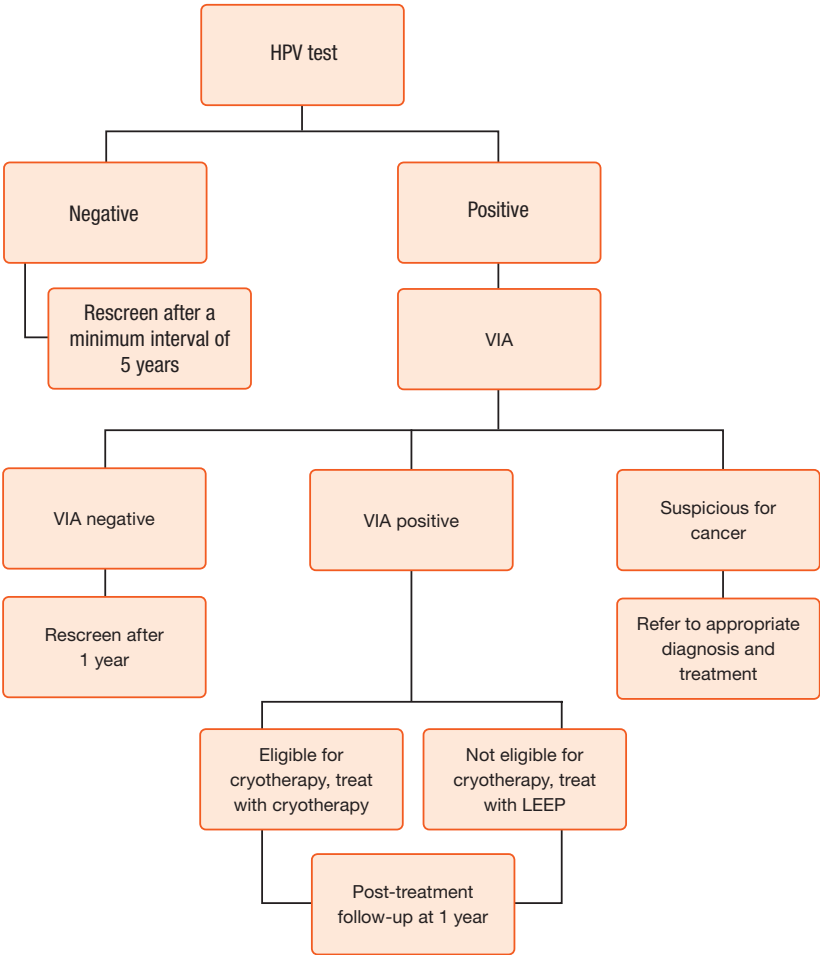 HPV test
Negative
Positive
Rescreen after a
minimum interval of
5 years
VIA
VIA negative
VIA positive
Suspicious for
cancer
Rescreen after
1 year
Refer to appropriate
diagnosis and
treatment
Eligible for
cryotherapy, treat
with cryotherapy
Not eligible for
cryotherapy, treat
with LEEP
Post-treatment
follow-up at 1 year